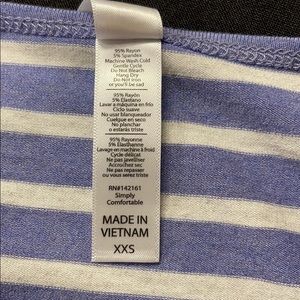 95% Rayon
5% Spandex
Machine Wash Cold
Gentle Cycle
Do Not Bleach
Hang Dry
Do Not Iron
or you'll be sad
95% Rayón
5% Elastano
Lavar a máquina en frio
Ciclo suave
No usar blanqueador
Cuelgue en seco
No planchar
o estarás triste
95% Rayonne
5% Elasthanne
Lavage en machine à froid
Cycle délicat
Ne pas javelliser
Accrochez sec
Ne pas repasser
ou vous serez triste
RN#142161
Simply
Comfortable
MADE IN
VIETNAM
XXS